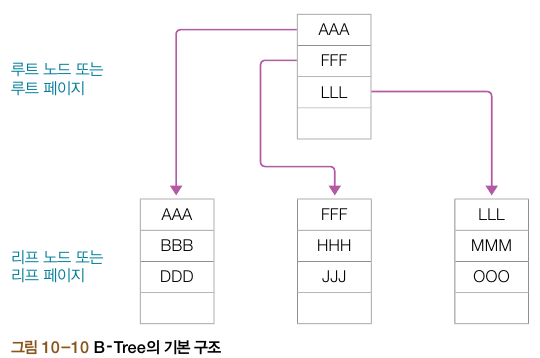 AAA
FFF
LLL
루트 노드 또는
루트 페이지
AAA
BBB
DDD
FFF
HHH
JJJ
LLL
MMM
OOO
리프 노드 또는
리프 페이지
그림 10-10 B-Tree의 기본 구조